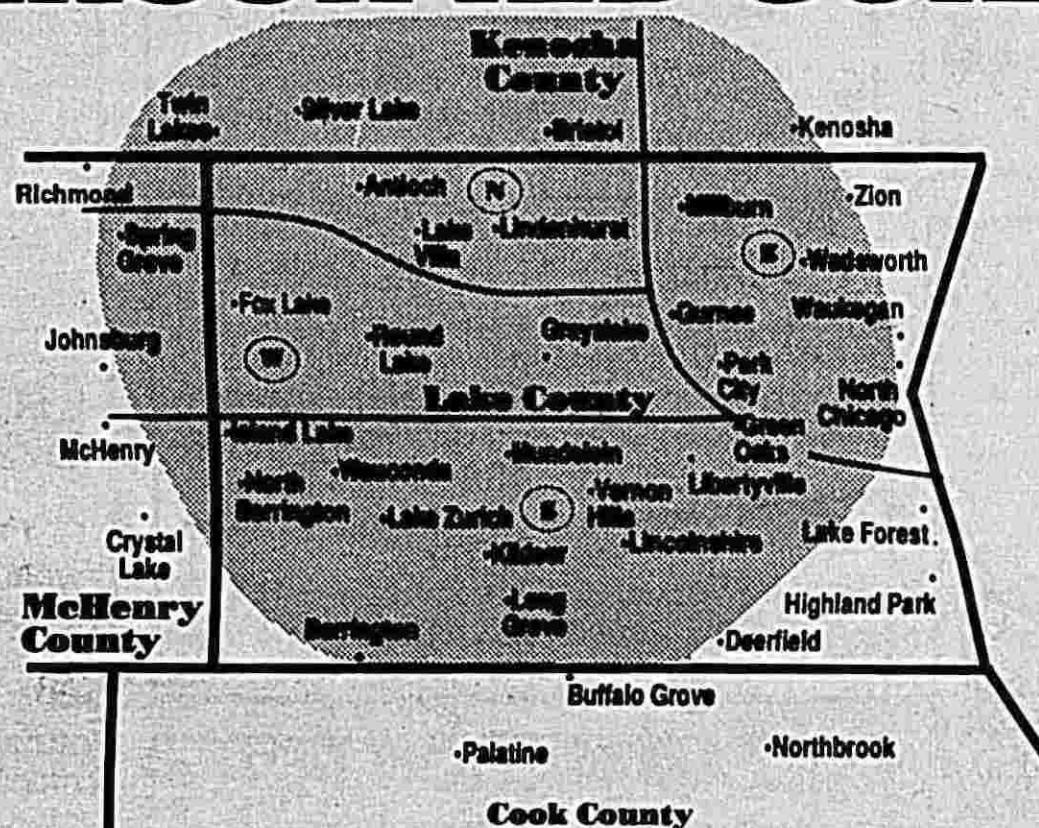 Kenosha
County
Twin
Lakes
Silver Lake
Bristol
Kenosha
Richmond
Antioch
N
Millburn
Zion
Spring
Grove
Lake
Villa
Lindenhurst
E
Wadsworth
Fox Lake
Gurnee
Waukegan
Johnsburg
W
Round
Lake
Grayslake
Park
City
North
Chicago
Lake County
McHenry
Island Lake
Mundelein
Green
Oaks
North
Barrington
Wauconda
Vernon
Hills
Libertyville
Lake Zurich
S
Crystal
Lake
Kildeer
Lincolnshire
Lake Forest
McHenry
County
Long
Grove
Highland Park
Barrington
Deerfield
Buffalo Grove
Palatine
Northbrook
Cook County